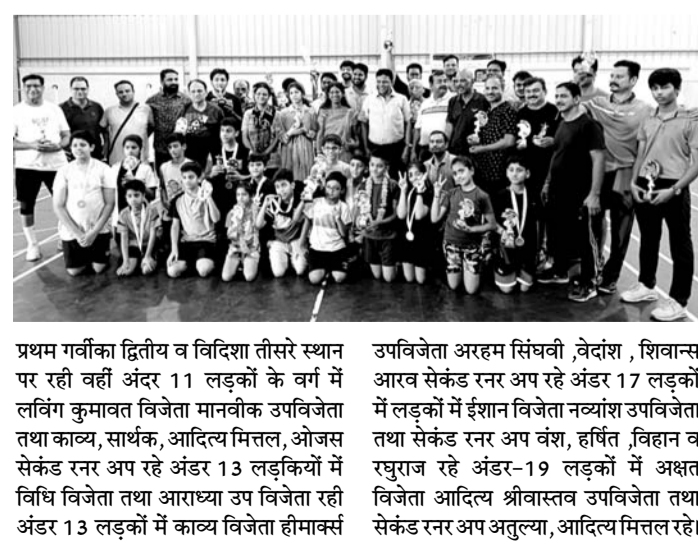 प्रथम गर्वीका द्वितीय व विदिशा तीसरे स्थान
पर रही वहीं अंदर 11 लड़कों के वर्ग में
लविंग कुमावत विजेता मानवीक उपविजेता
तथा काव्य, सार्थक, आदित्य मित्तल, ओजस
सेकंड रनर अप रहे अंडर 13 लड़कियों में
विधि विजेता तथा आराध्या उप विजेता रही
अंडर 13 लड़कों में काव्य विजेता हीमार्क्स
उपविजेता अरहम सिंघवी ,वेदांश , शिवान्स
आरव सेकंड रनर अप रहे अंडर 17 लड़कों
में लड़कों में ईशान विजेता नव्यांश उपविजेता
तथा सेकंड रनर अप वंश, हर्षित ,विहान व
रघुराज रहे अंडर-19 लड़कों में अक्षत
विजेता आदित्य श्रीवास्तव उपविजेता तथा
सेकंड रनर अप अतुल्या, आदित्य मित्तल रहे।